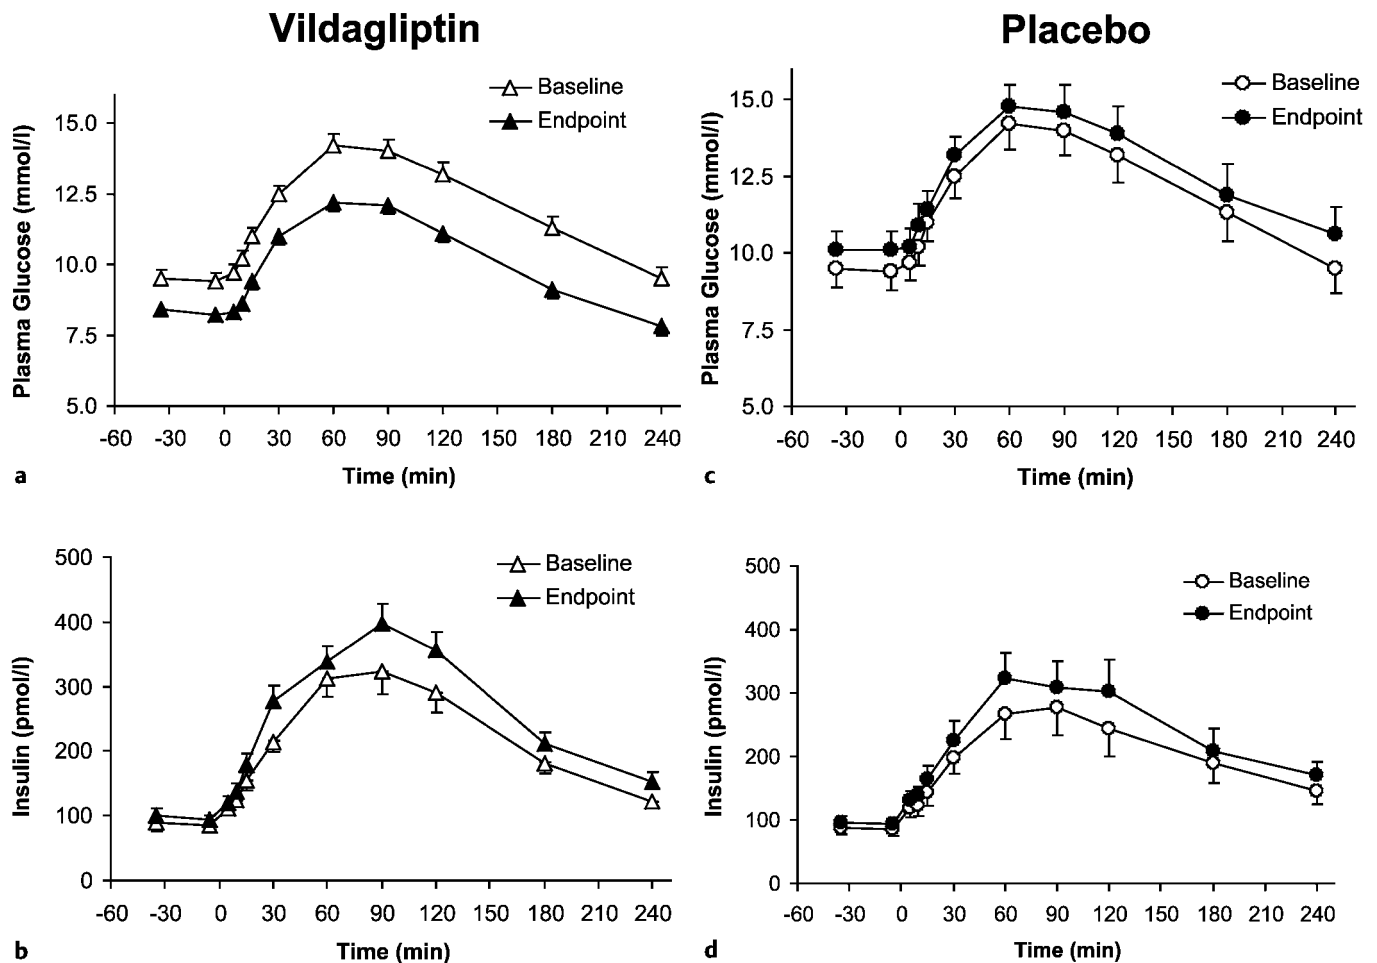 Vildagliptin
Placebo
Baseline
Endpoint
15.0
12.5
10.0
7.5
5.0
Plasma Glucose (mmol/l)
-60 -30 0 30 60 90 120 150 180 210 240
Time (min)
a
Baseline
Endpoint
15.0
12.5
10.0
7.5
5.0
Plasma Glucose (mmol/l)
-60 -30 0 30 60 90 120 150 180 210 240
Time (min)
c
Baseline
Endpoint
500
400
300
200
100
0
Insulin (pmol/l)
-60 -30 0 30 60 90 120 150 180 210 240
Time (min)
b
Baseline
Endpoint
500
400
300
200
100
0
Insulin (pmol/l)
-60 -30 0 30 60 90 120 150 180 210 240
Time (min)
d